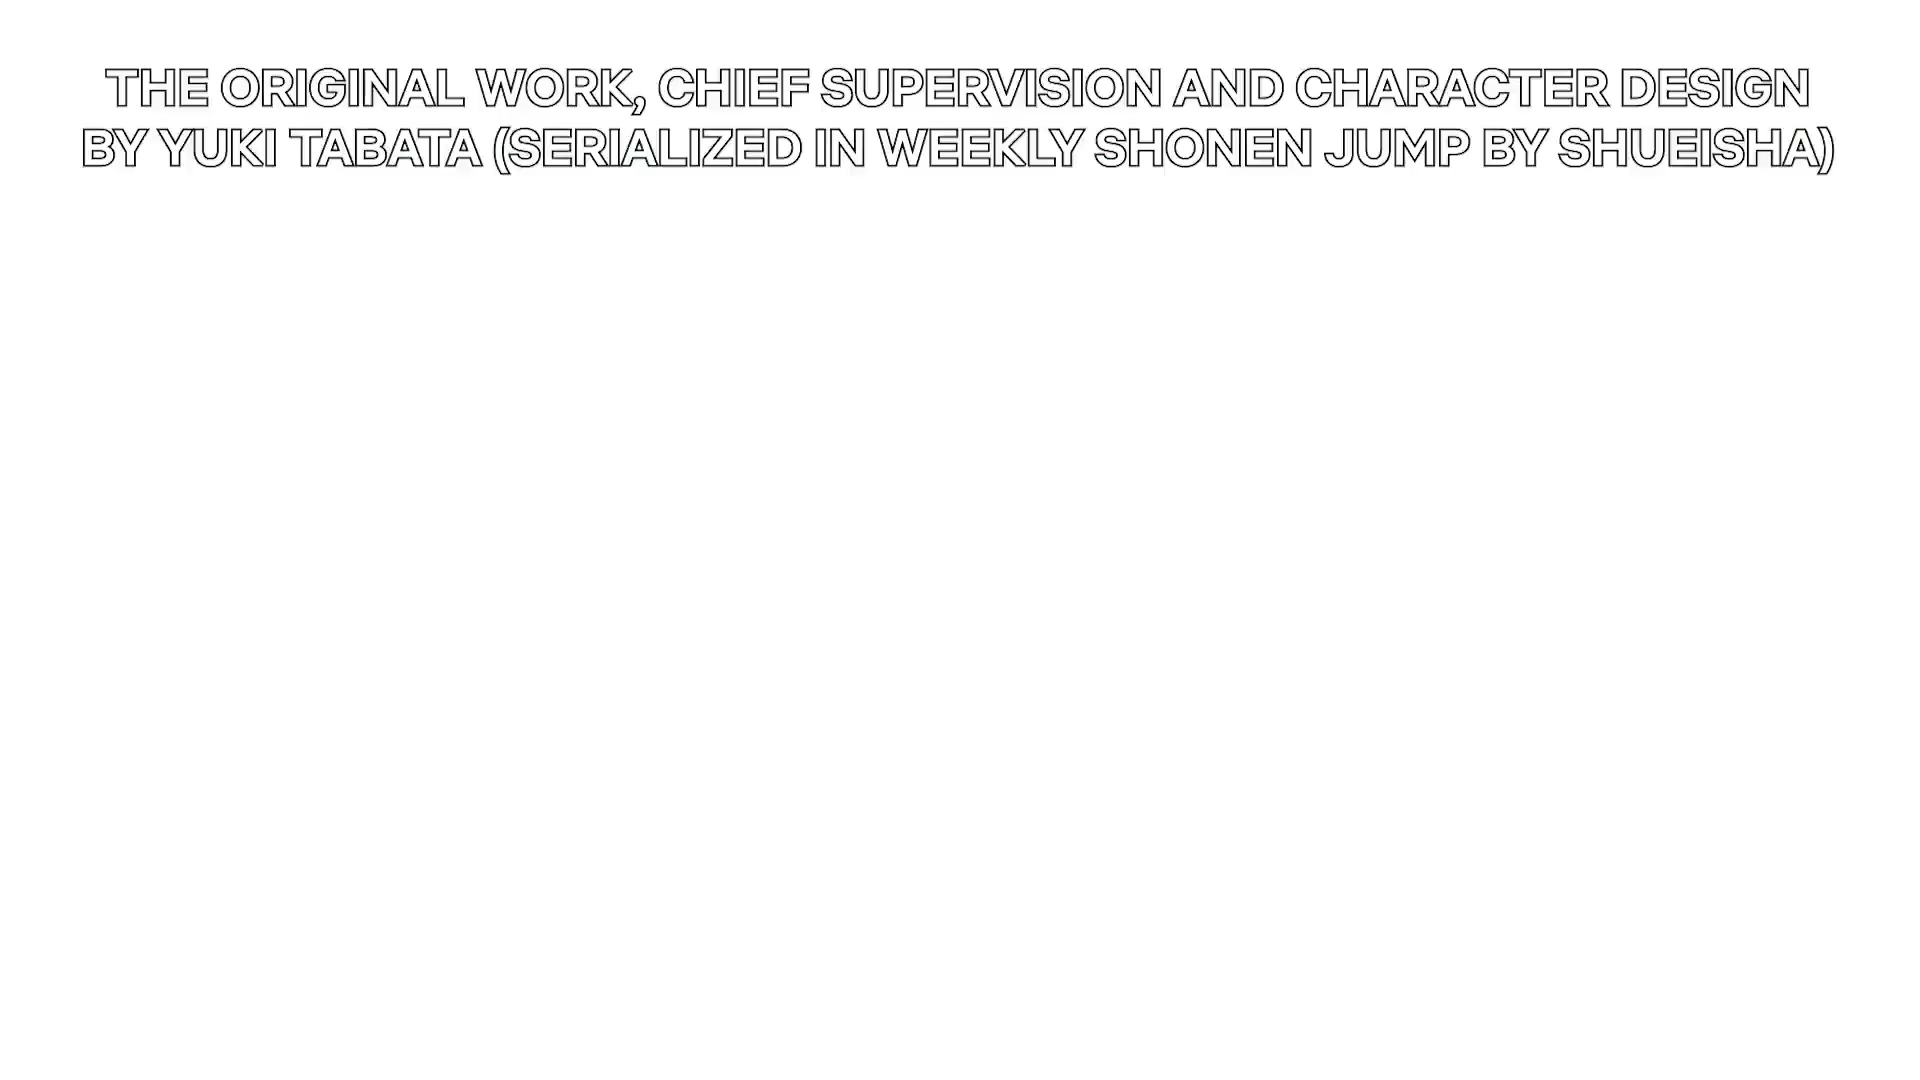 THE ORIGINAL WORK, CHIEF SUPERVISION AND CHARACTER DESIGN
BY YUKI TABATA (SERIALIZED IN WEEKLY SHONEN JUMP BY SHUEISHA)